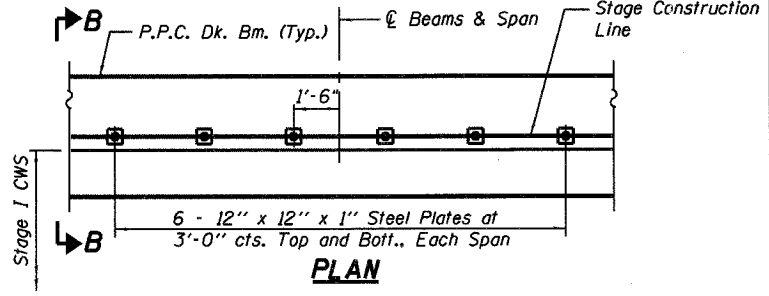 B
P.P.C. Dk. Bm. (Typ.)
℄ Beams & Span
Stage Construction
Line
1'-6"
Stage I CWS
6 - 12" x 12" x 1" Steel Plates at
3'-0" cts. Top and Bott., Each Span
B
PLAN